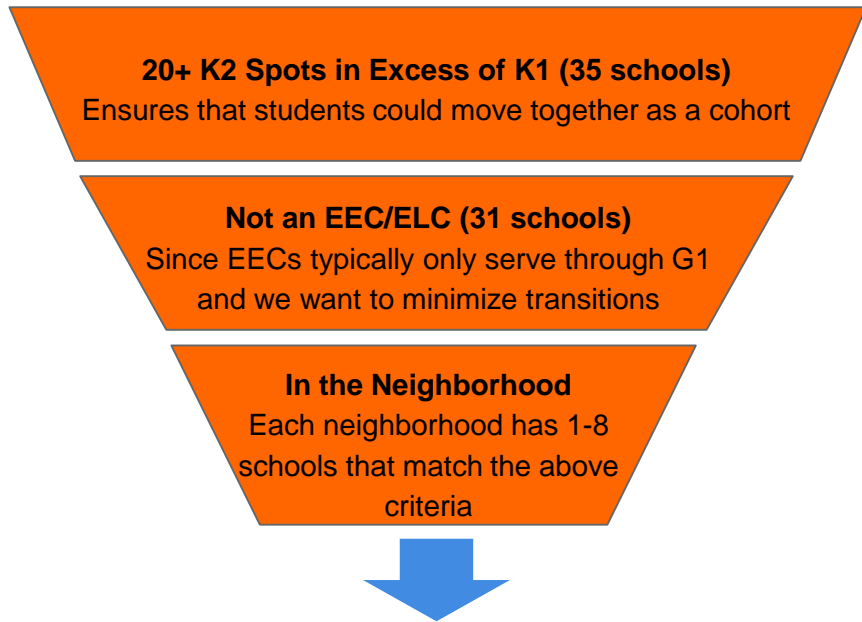 20+ K2 Spots in Excess of K1 (35 schools)
Ensures that students could move together as a cohort
Not an EEC/ELC (31 schools)
Since EECs typically only serve through G1
and we want to minimize transitions
In the Neighborhood
Each neighborhood has 1-8
schools that match the above
criteria